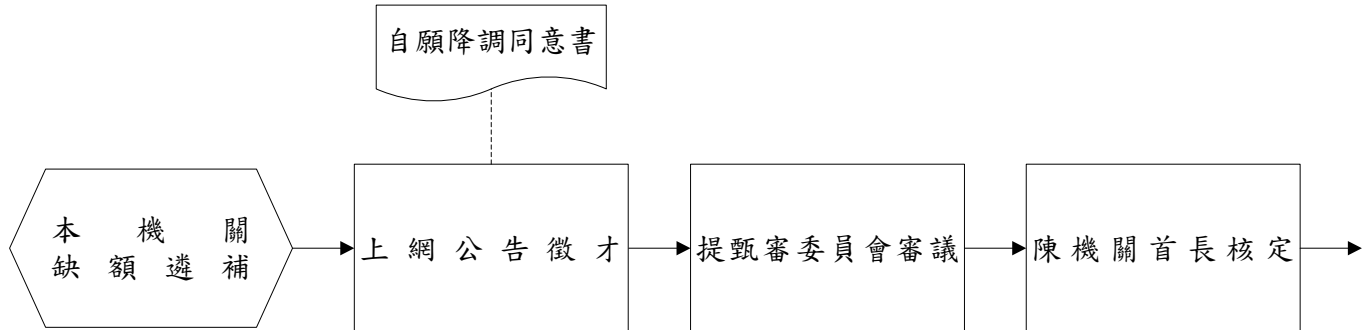 自願降調同意書
本機關
缺額遴補
上網公告徵才
提甄審委員會審議
陳機關首長核定